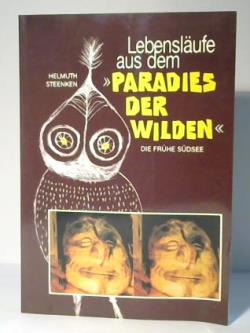 Lebensläufe
aus dem
HELMUTH
STEENKEN
»PARADIES
DER
WILDEN«
DIE FRÜHE SÜDSEE